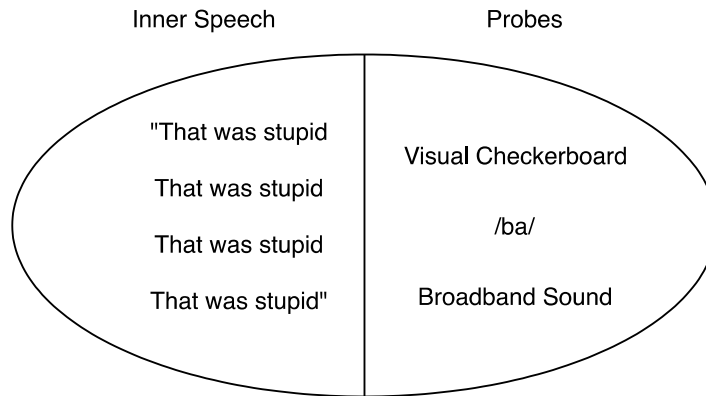 Inner Speech
Probes
"That was stupid
That was stupid
That was stupid
That was stupid"
Visual Checkerboard
/ba/
Broadband Sound